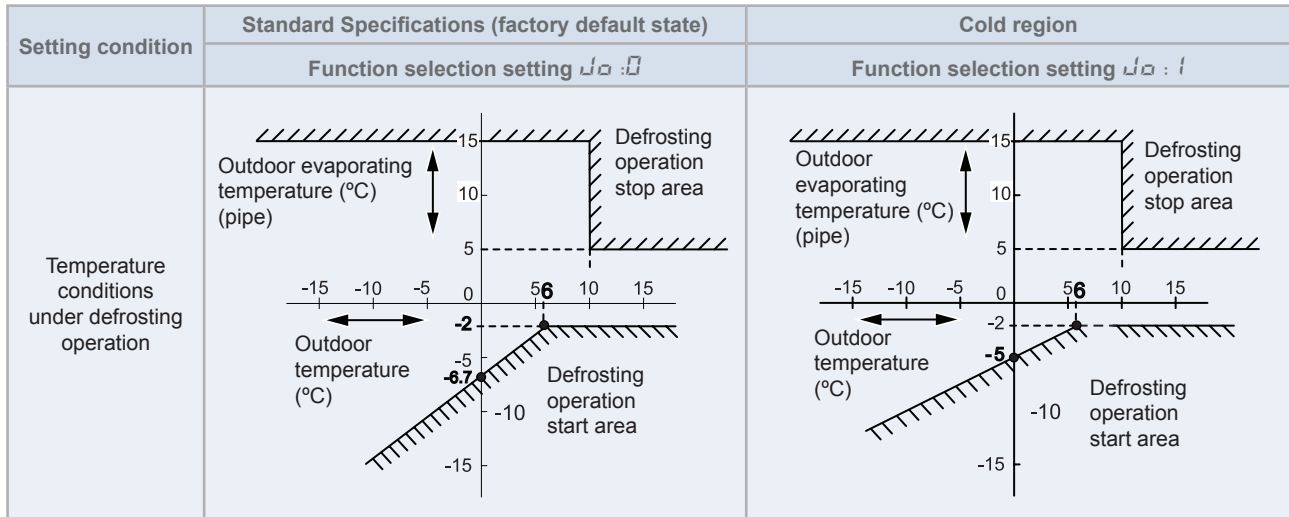 Setting condition
Standard Specifications (factory default state)
Cold region
Function selection setting Jo :0
Function selection setting Jo : 1
Temperature
conditions
under defrosting
operation
15
Outdoor evaporating
temperature (ºC)
(pipe)
Defrosting
operation
stop area
10
5
-15 -10 -5 0 5 6 10 15
-2
Outdoor
temperature
(ºC)
-5
-6.7
Defrosting
operation
start area
-10
-15
15
Outdoor
evaporating
temperature (ºC)
(pipe)
Defrosting
operation
stop area
10
5
-15 -10 -5 0 5 6 10 15
-2
Outdoor
temperature
(ºC)
-5
Defrosting
operation
start area
-10
-15